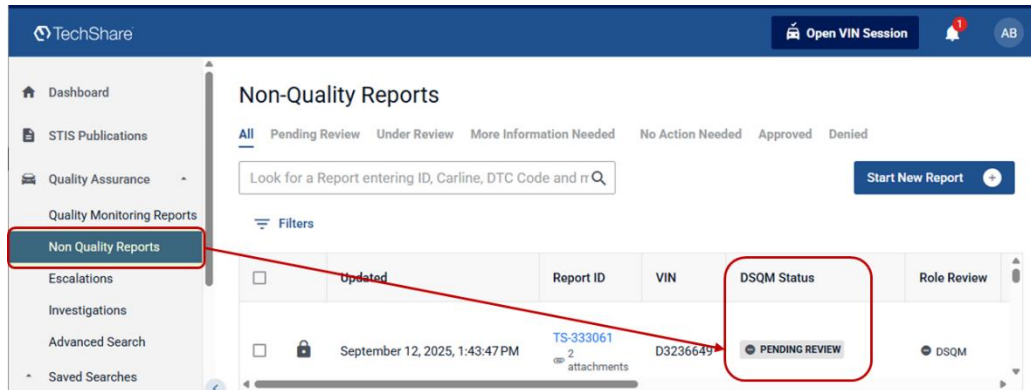 TechShare
Open VIN Session
1
AB
Dashboard
STIS Publications
Quality Assurance
Quality Monitoring Reports
Non Quality Reports
Escalations
Investigations
Advanced Search
Saved Searches
Non-Quality Reports
All Pending Review Under Review More Information Needed No Action Needed Approved Denied
Look for a Report entering ID, Carline, DTC Code and
Start New Report
Filters
Updated Report ID VIN DSQM Status Role Review
September 12, 2025, 1:43:47 PM TS-333061 D3236649 PENDING REVIEW DSQM
2
attachments